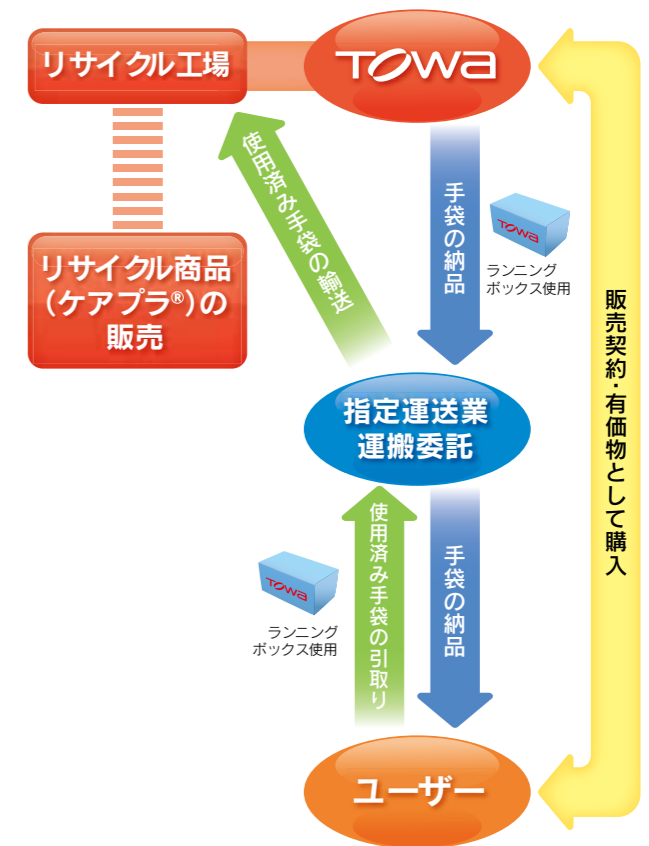 リサイクル工場
TOWA
使用済み手袋の輸送
手袋の納品
TOWA
ランニング
ボックス使用
リサイクル商品
（ケアプラ®）の
販売
販売契約・有価物として購入
指定運送業
運搬委託
使用済み手袋の引取り
手袋の納品
TOWA
ランニング
ボックス使用
ユーザー